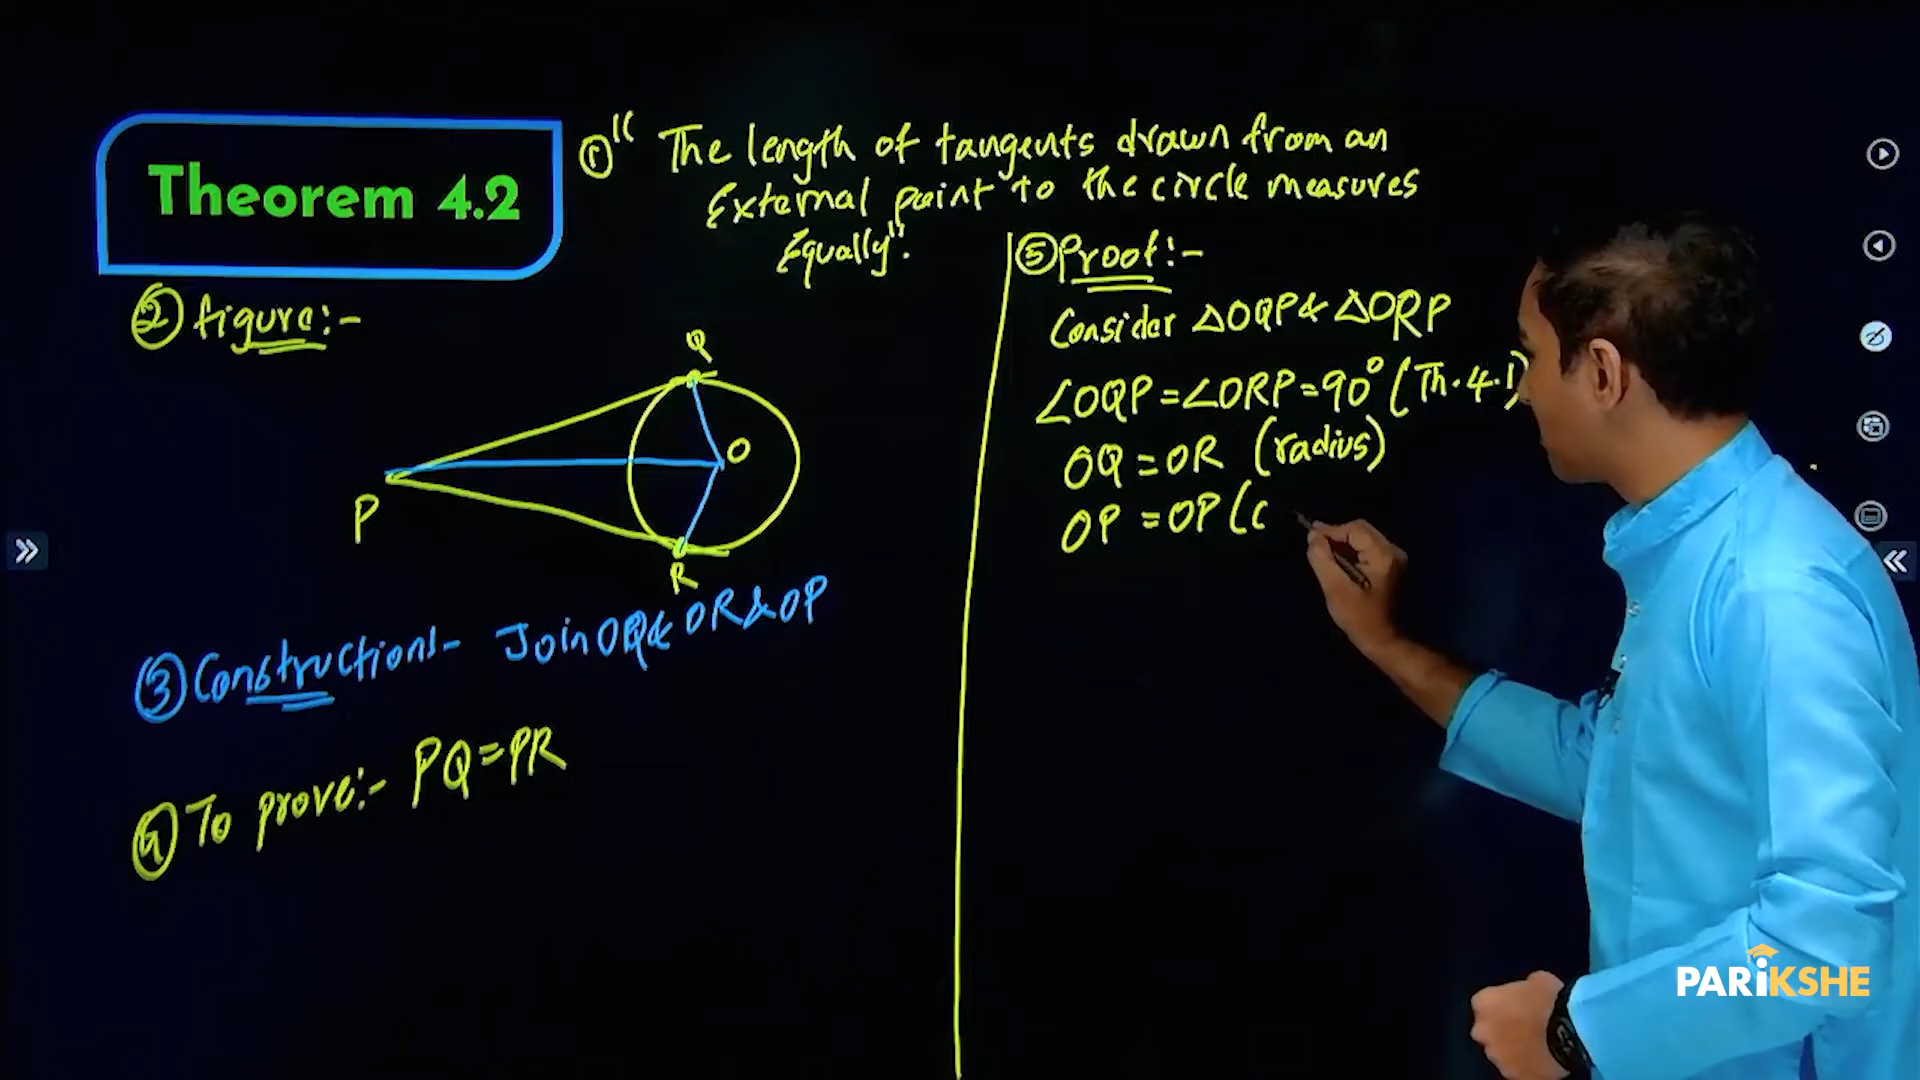 Theorem 4.2
① "The length of tangents drawn from an
External point to the circle measures
Equally".
② figure:-
Q
O
P
R
③ Construction:- Join OQ & OR & OP
④ To prove:- PQ=PR
⑤ Proof:-
Consider △OQP & △ORP
∠OQP=∠ORP=90° (Th.4.1)
OQ = OR (radius)
OP = OP (c
PARiKSHE